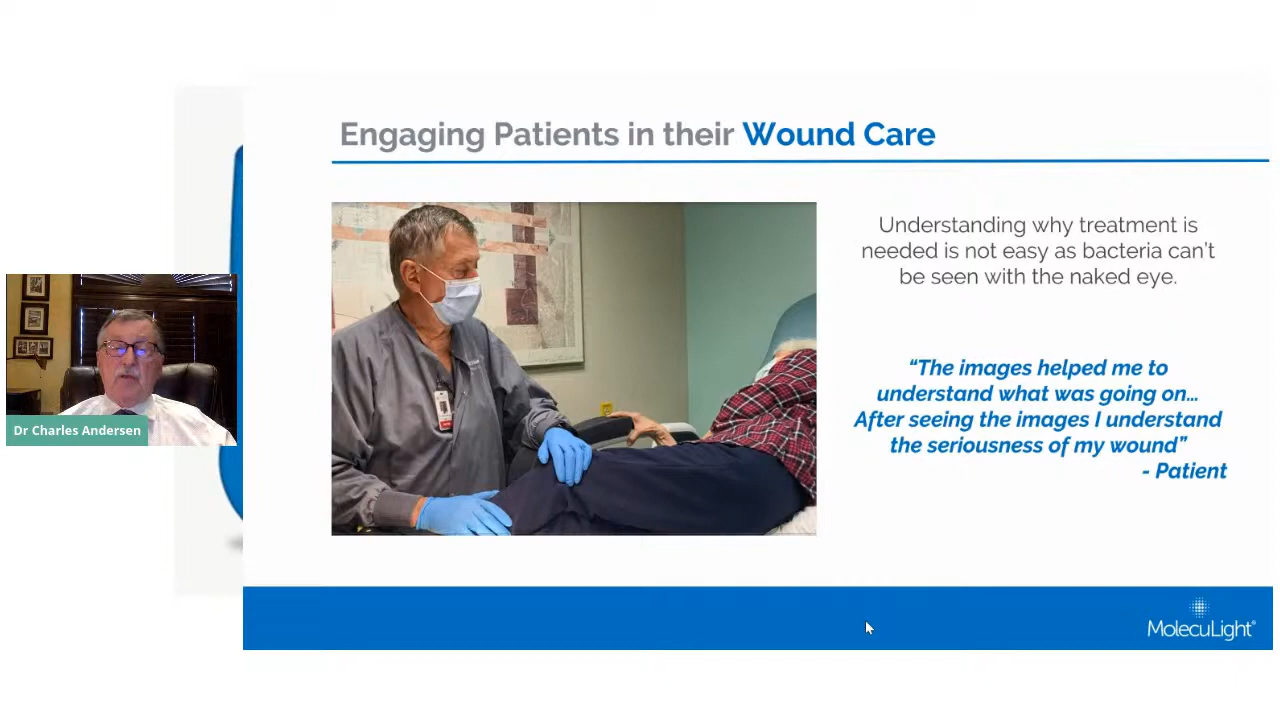 Engaging Patients in their Wound Care
Understanding why treatment is
needed is not easy as bacteria can't
be seen with the naked eye.
“The images helped me to
understand what was going on…
After seeing the images I understand
the seriousness of my wound”
- Patient
Dr Charles Andersen
MolecuLight®